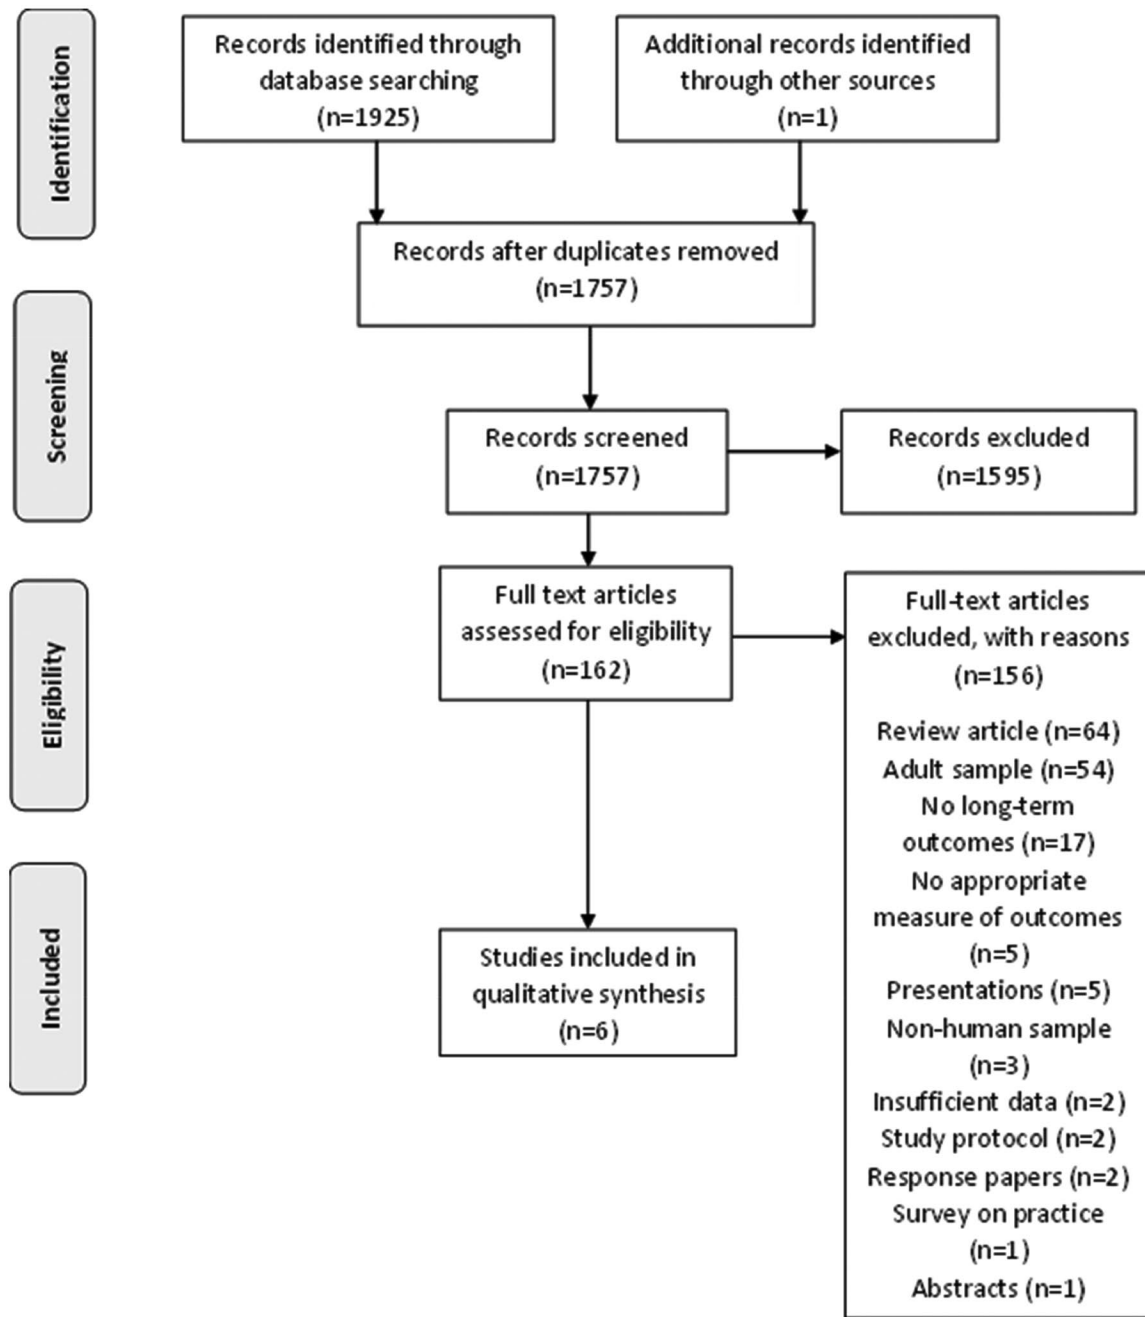 Identification
Records identified through
database searching
(n=1925)
Additional records identified
through other sources
(n=1)
Records after duplicates removed
(n=1757)
Screening
Records screened
(n=1757)
Records excluded
(n=1595)
Eligibility
Full text articles
assessed for eligibility
(n=162)
Full-text articles
excluded, with reasons
(n=156)
Review article (n=64)
Adult sample (n=54)
No long-term
outcomes (n=17)
No appropriate
measure of outcomes
(n=5)
Presentations (n=5)
Non-human sample
(n=3)
Insufficient data (n=2)
Study protocol (n=2)
Response papers (n=2)
Survey on practice
(n=1)
Abstracts (n=1)
Included
Studies included in
qualitative synthesis
(n=6)